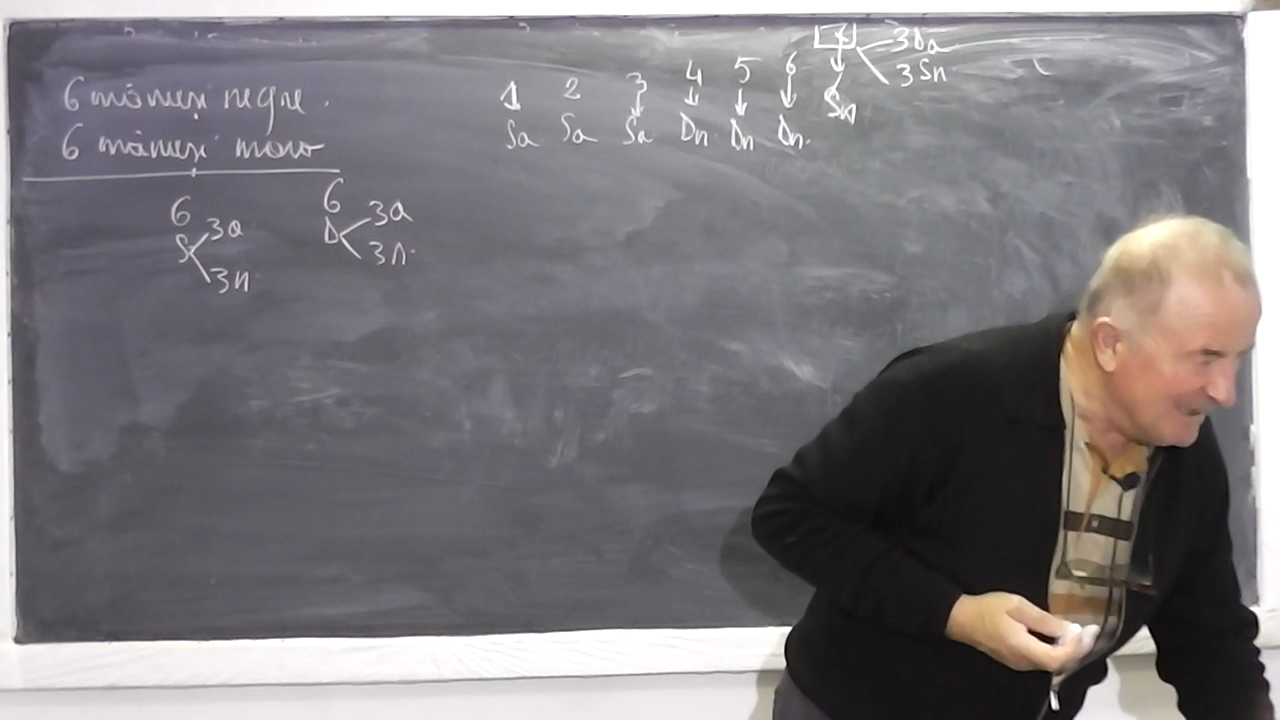 6 mănuși negre.
6 mănuși maro
6 S 3a 3n
6 D 3a 3n.
1 2 3 4 5 6 7 3Da 3Sn
Sa Sa Sa Dn Dn Dn. Sn